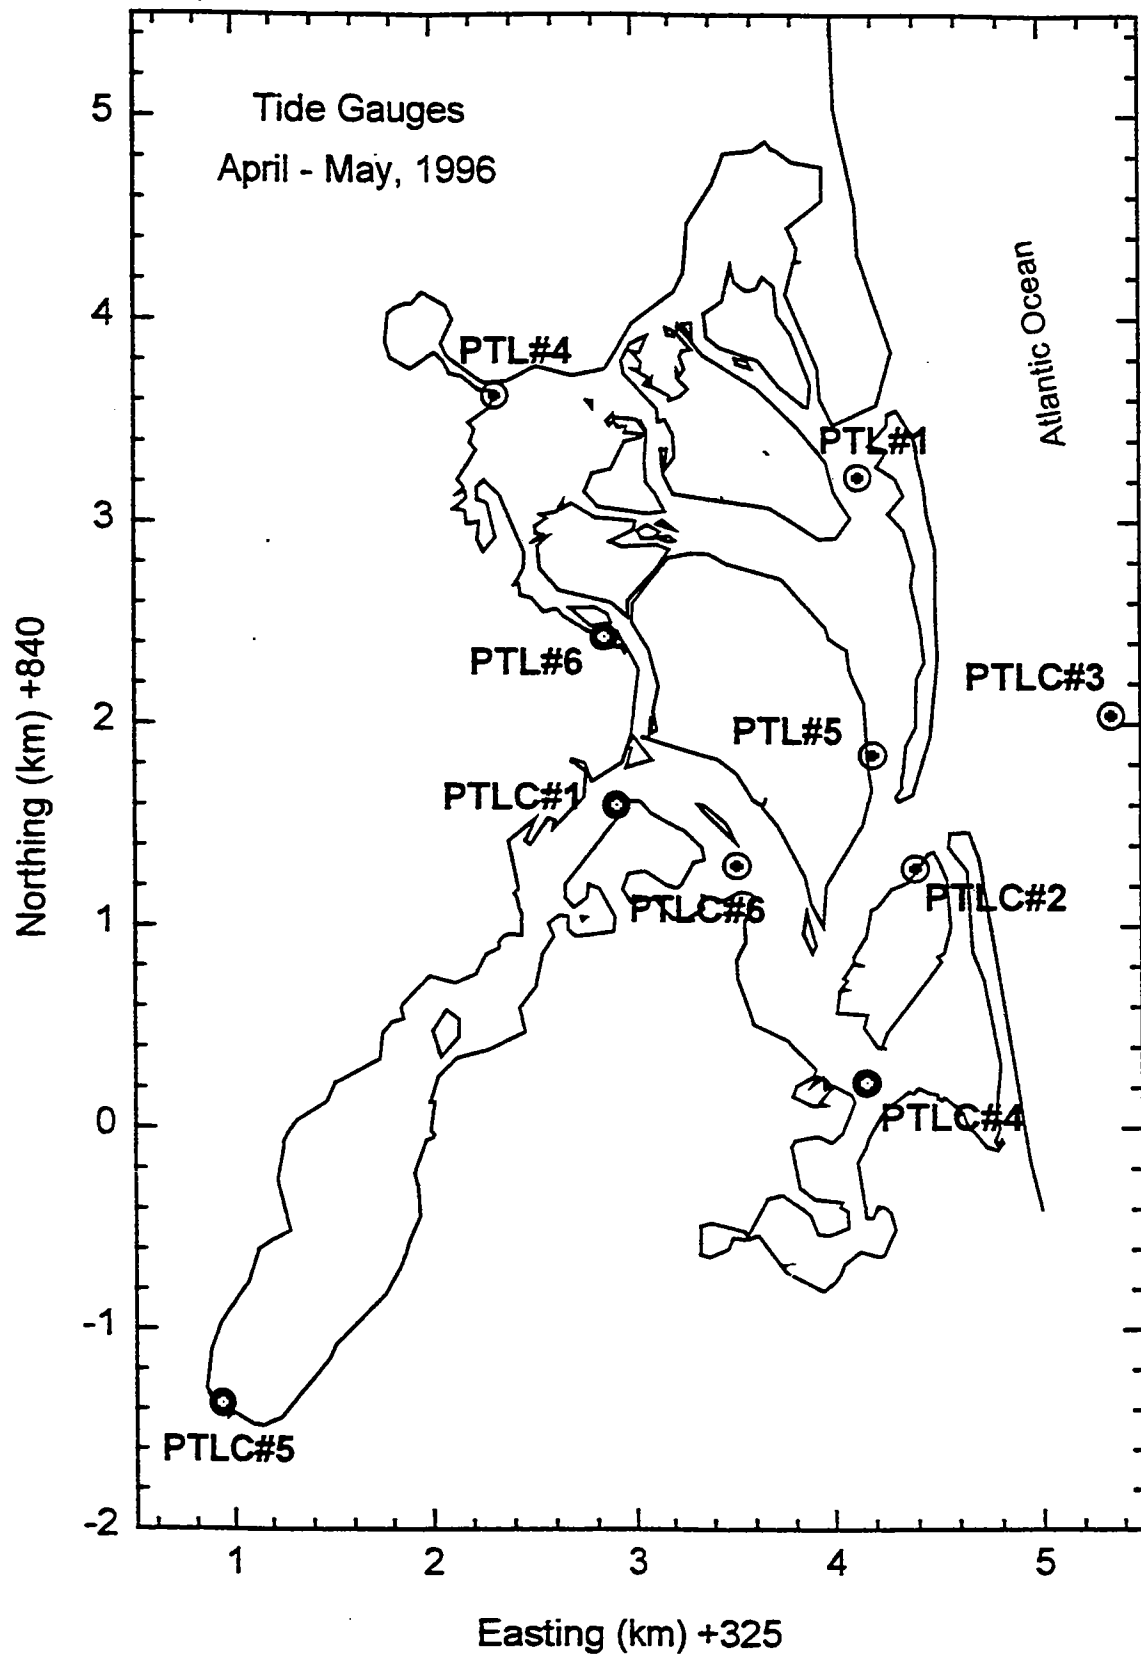 Tide Gauges
April - May, 1996
Atlantic Ocean
PTL#4
PTL#1
PTL#6
PTLC#3
PTL#5
PTLC#1
PTLC#6
PTLC#2
PTLC#4
PTLC#5
Northing (km) +840
5
4
3
2
1
0
-1
-2
1
2
3
4
5
Easting (km) +325